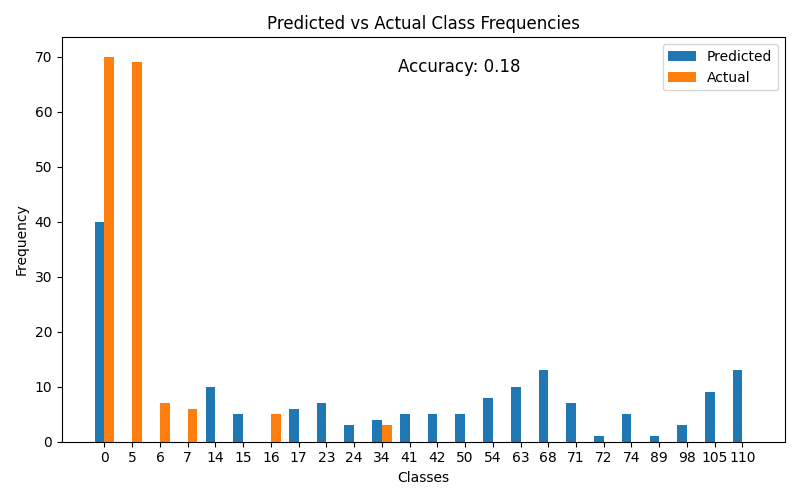 Predicted vs Actual Class Frequencies
Accuracy: 0.18
Predicted
Actual
Frequency
70
60
50
40
30
20
10
0
0 5 6 7 14 15 16 17 23 24 34 41 42 50 54 63 68 71 72 74 89 98 105 110
Classes